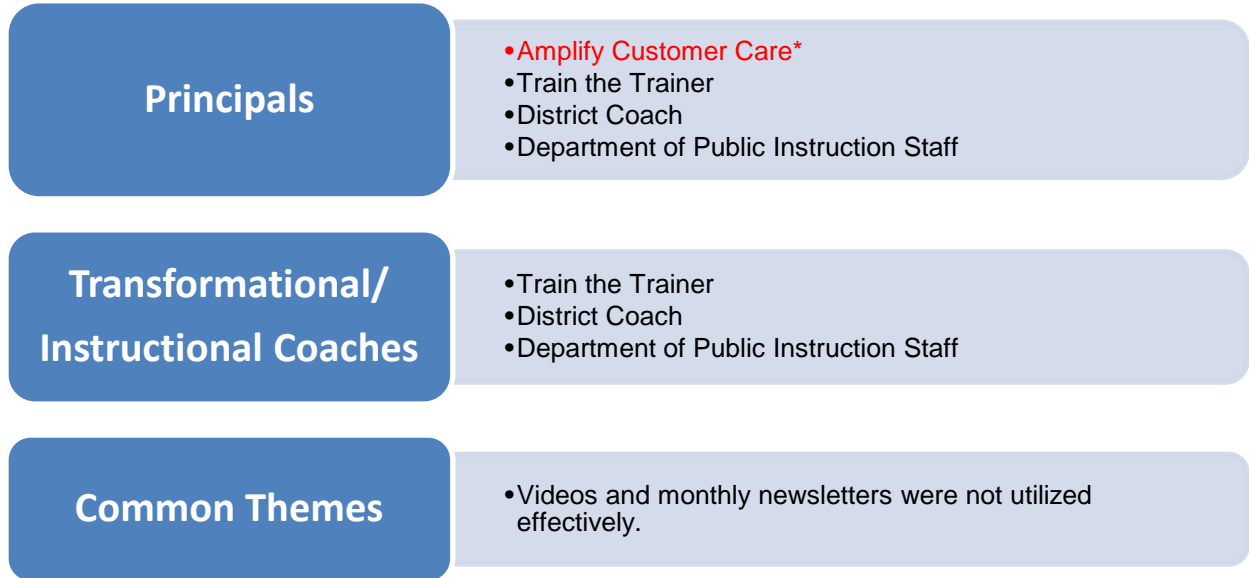 Principals
•Amplify Customer Care*
•Train the Trainer
•District Coach
•Department of Public Instruction Staff
Transformational/
Instructional Coaches
•Train the Trainer
•District Coach
•Department of Public Instruction Staff
Common Themes
•Videos and monthly newsletters were not utilized
effectively.